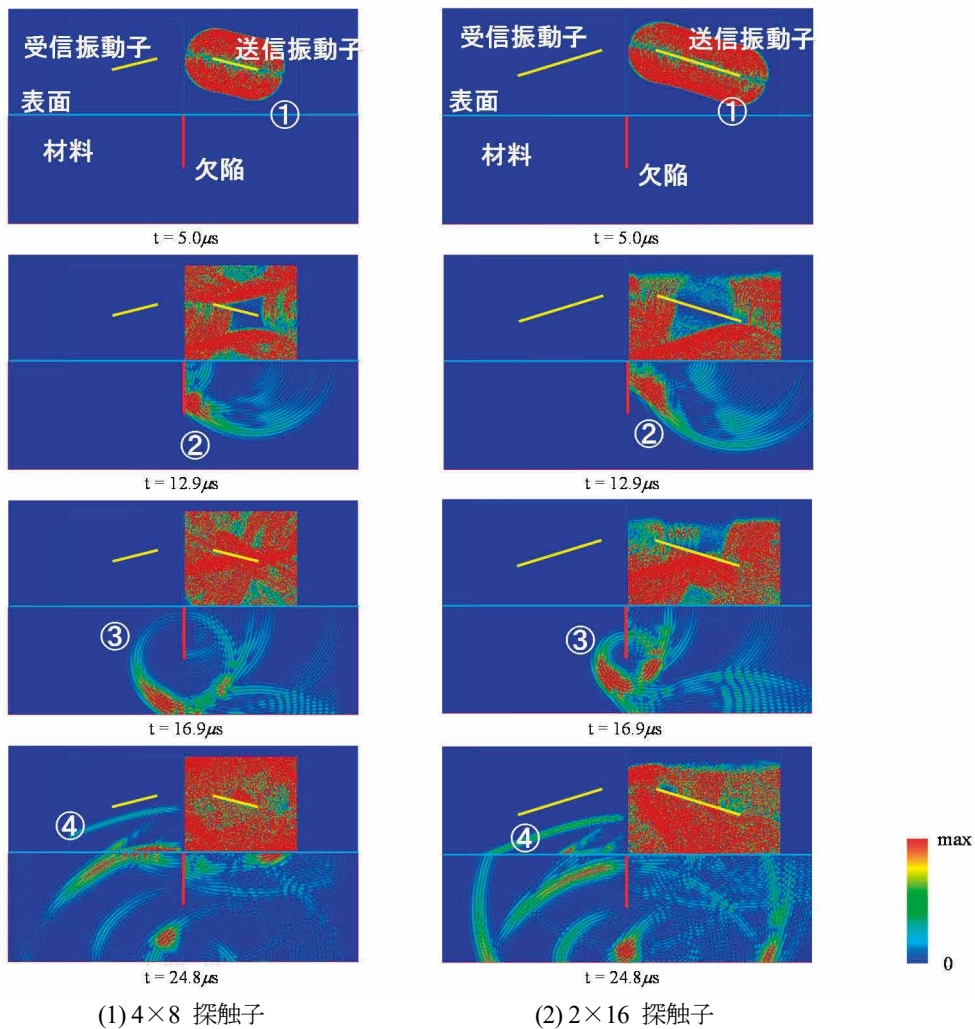 受信振動子
送信振動子
表面
①
材料
欠陥
t = 5.0μs
②
t = 12.9μs
③
t = 16.9μs
④
t = 24.8μs
(1) 4×8 探触子
受信振動子
送信振動子
表面
①
材料
欠陥
t = 5.0μs
②
t = 12.9μs
③
t = 16.9μs
④
t = 24.8μs
(2) 2×16 探触子
max
0